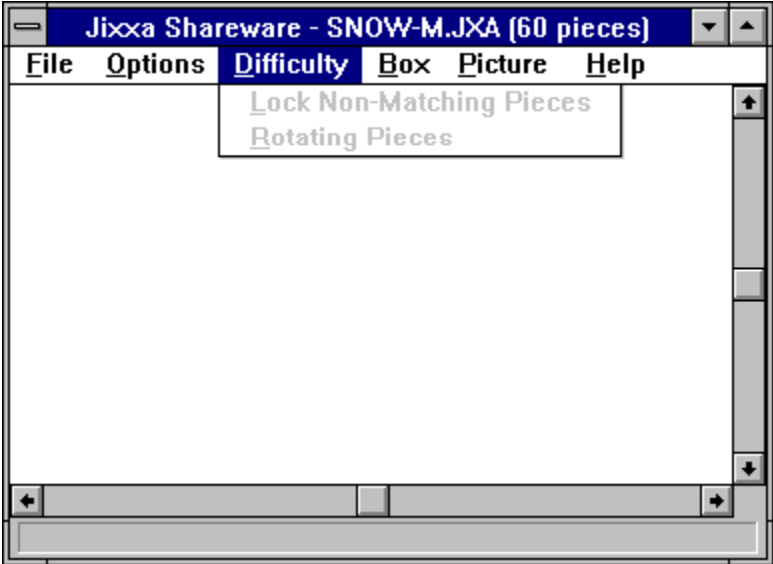 Jixxa Shareware - SNOW-M.JXA (60 pieces)
File Options Difficulty Box Picture Help
Lock Non-Matching Pieces
Rotating Pieces